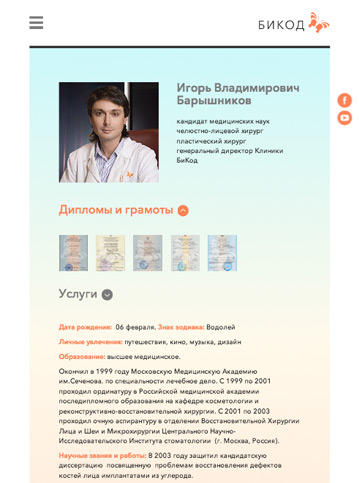 БИКОД
Игорь Владимирович
Барышников
кандидат медицинских наук
челюстно-лицевой хирург
пластический хирург
генеральный директор Клиники
БиКод
Дипломы и грамоты
Услуги
Дата рождения: 06 февраля, Знак зодиака: Водолей
Личные увлечения: путешествия, кино, музыка, дизайн
Образование: высшее медицинское.
Окончил в 1999 году Московскую Медицинскую Академию
им.Сеченова. по специальности лечебное дело. С 1999 по 2001
проходил ординатуру в Российской медицинской академии
последипломного образования на кафедре косметологии и
реконструктивно-восстановительной хирургии. С 2001 по 2003
проходил очную аспирантуру в отделении Восстановительной Хирургии
Лица и Шеи и Микрохирургии Центрального Научно-
Исследовательского Института стоматологии (г. Москва, Россия).
Научные звания и работы: В 2003 году защитил кандидатскую
диссертацию посвященную проблемам восстановления дефектов
костей лица имплантатами из углерода.